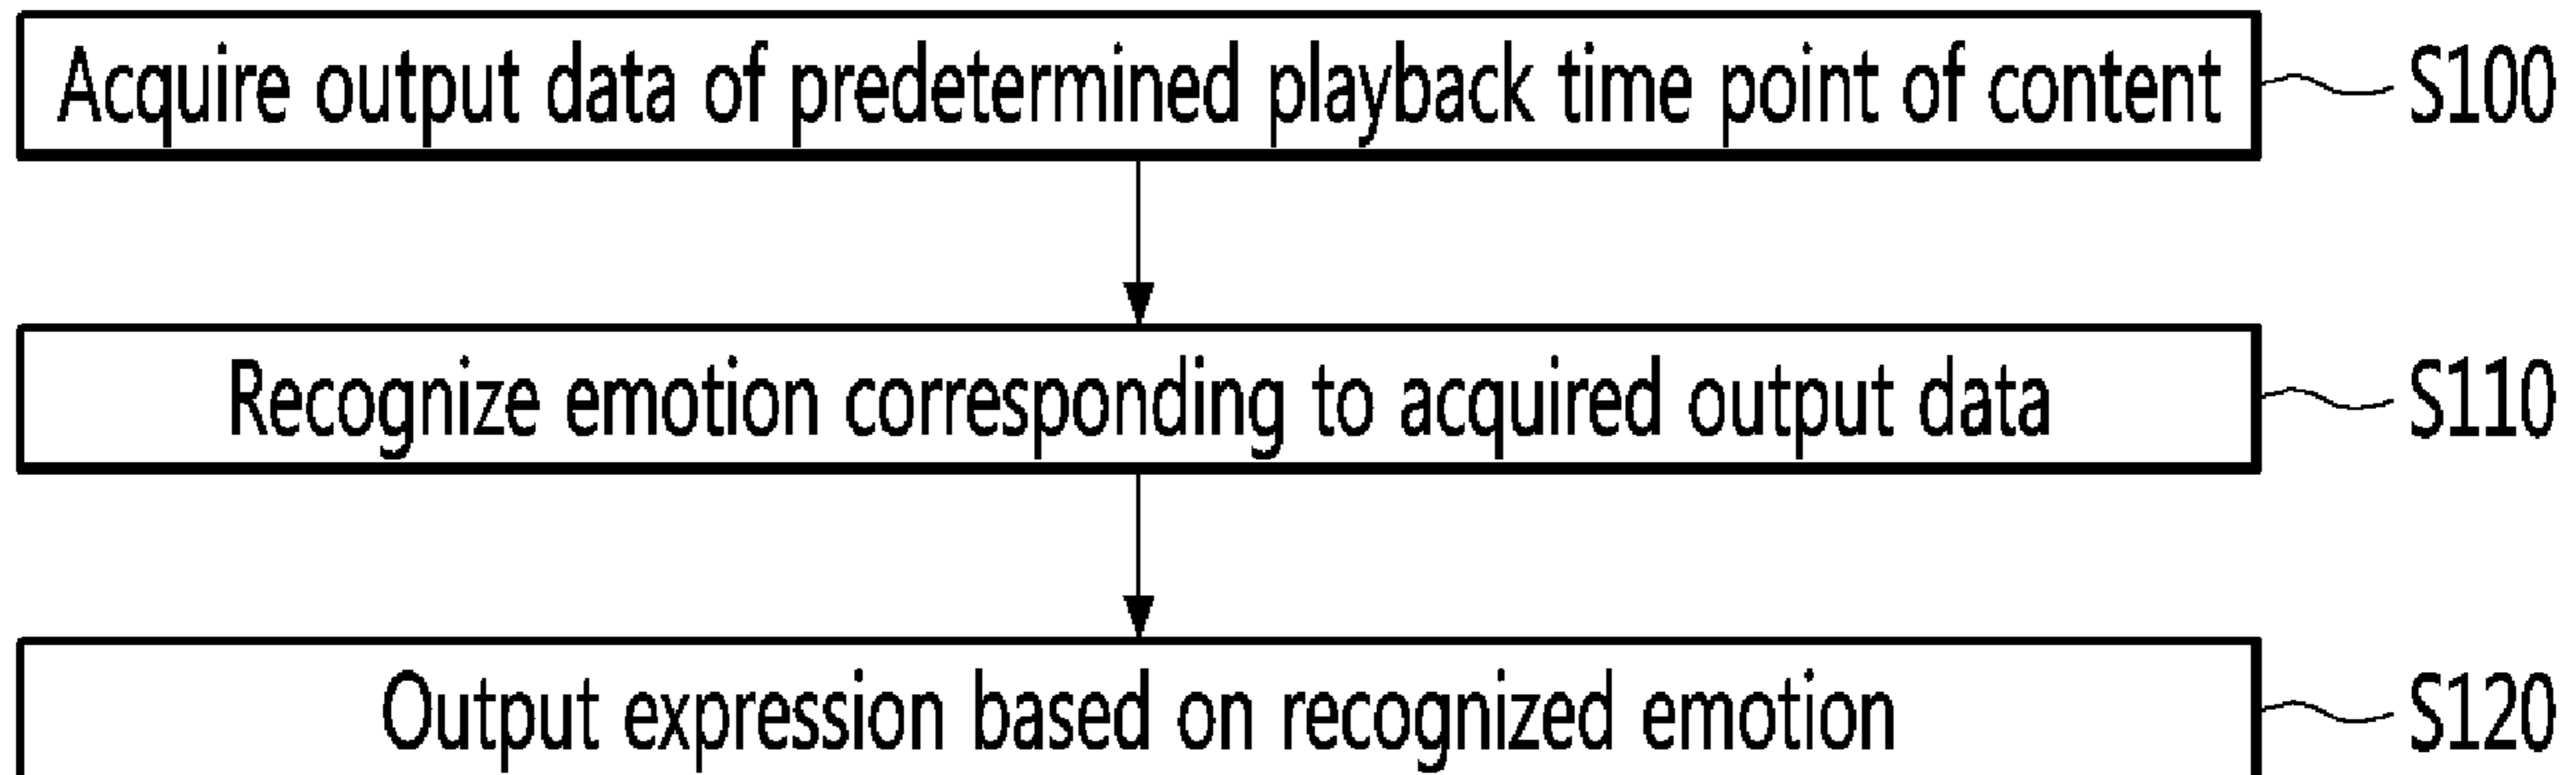 Acquire output data of predetermined playback time point of content S100
Recognize emotion corresponding to acquired output data S110
Output expression based on recognized emotion S120